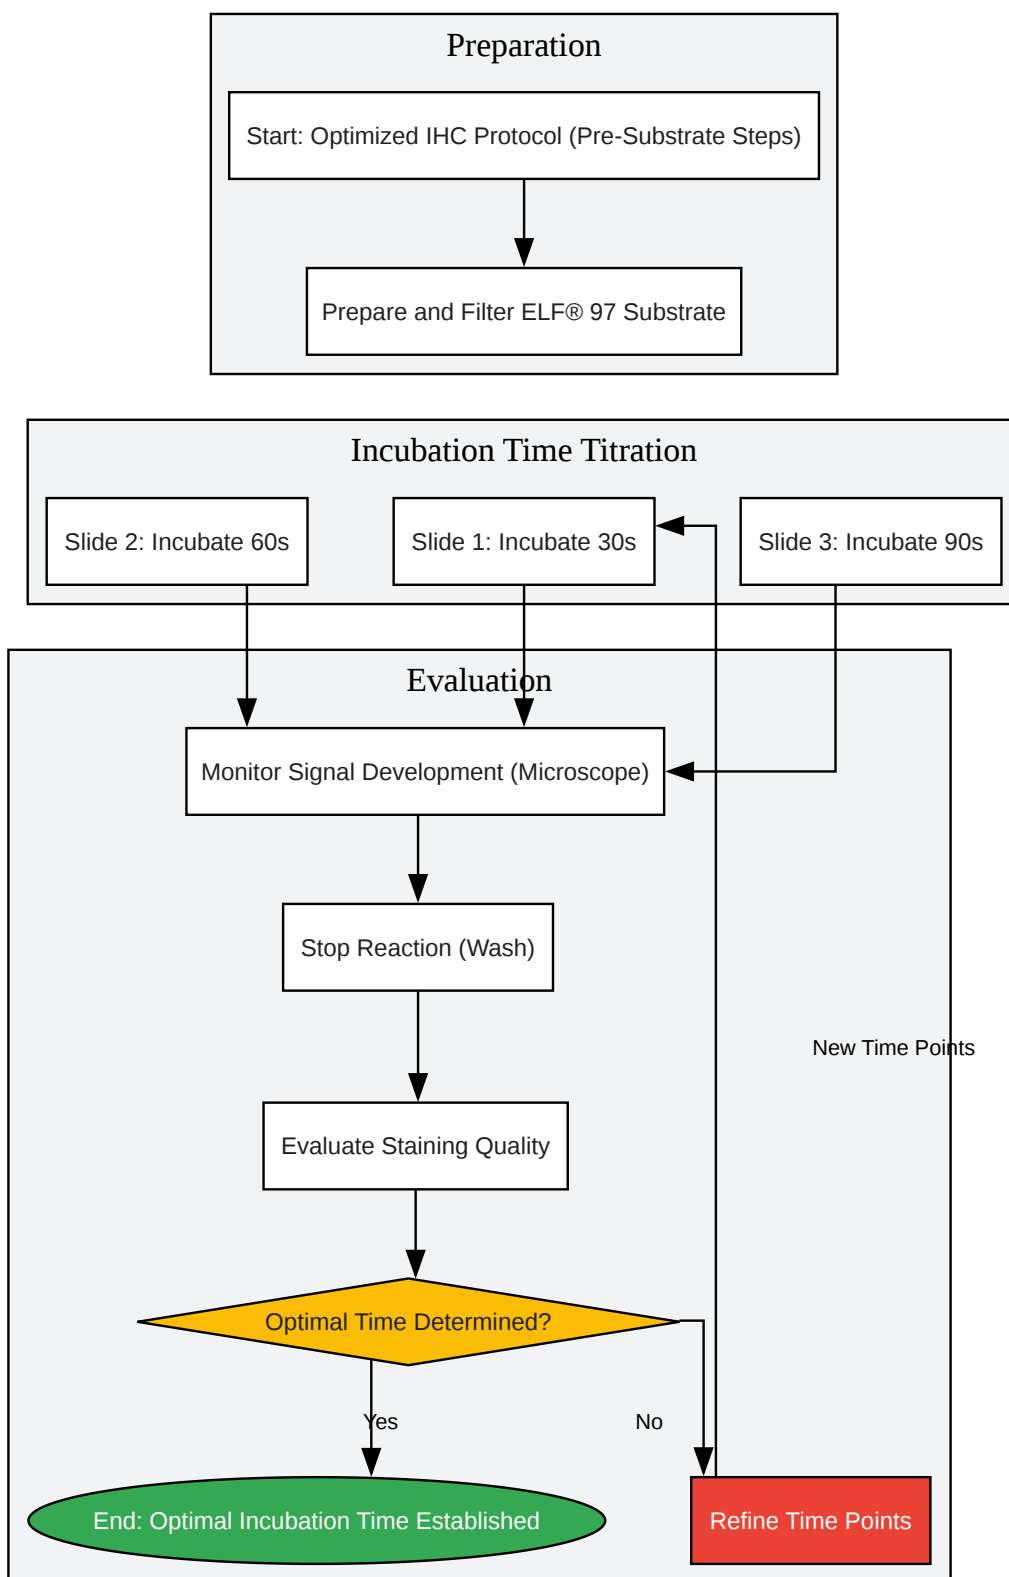 Preparation
Start: Optimized IHC Protocol (Pre-Substrate Steps)
Prepare and Filter ELF® 97 Substrate
Incubation Time Titration
Slide 2: Incubate 60s
Slide 1: Incubate 30s
Slide 3: Incubate 90s
Evaluation
Monitor Signal Development (Microscope)
Stop Reaction (Wash)
New Time Points
Evaluate Staining Quality
Optimal Time Determined?
Yes
No
End: Optimal Incubation Time Established
Refine Time Points